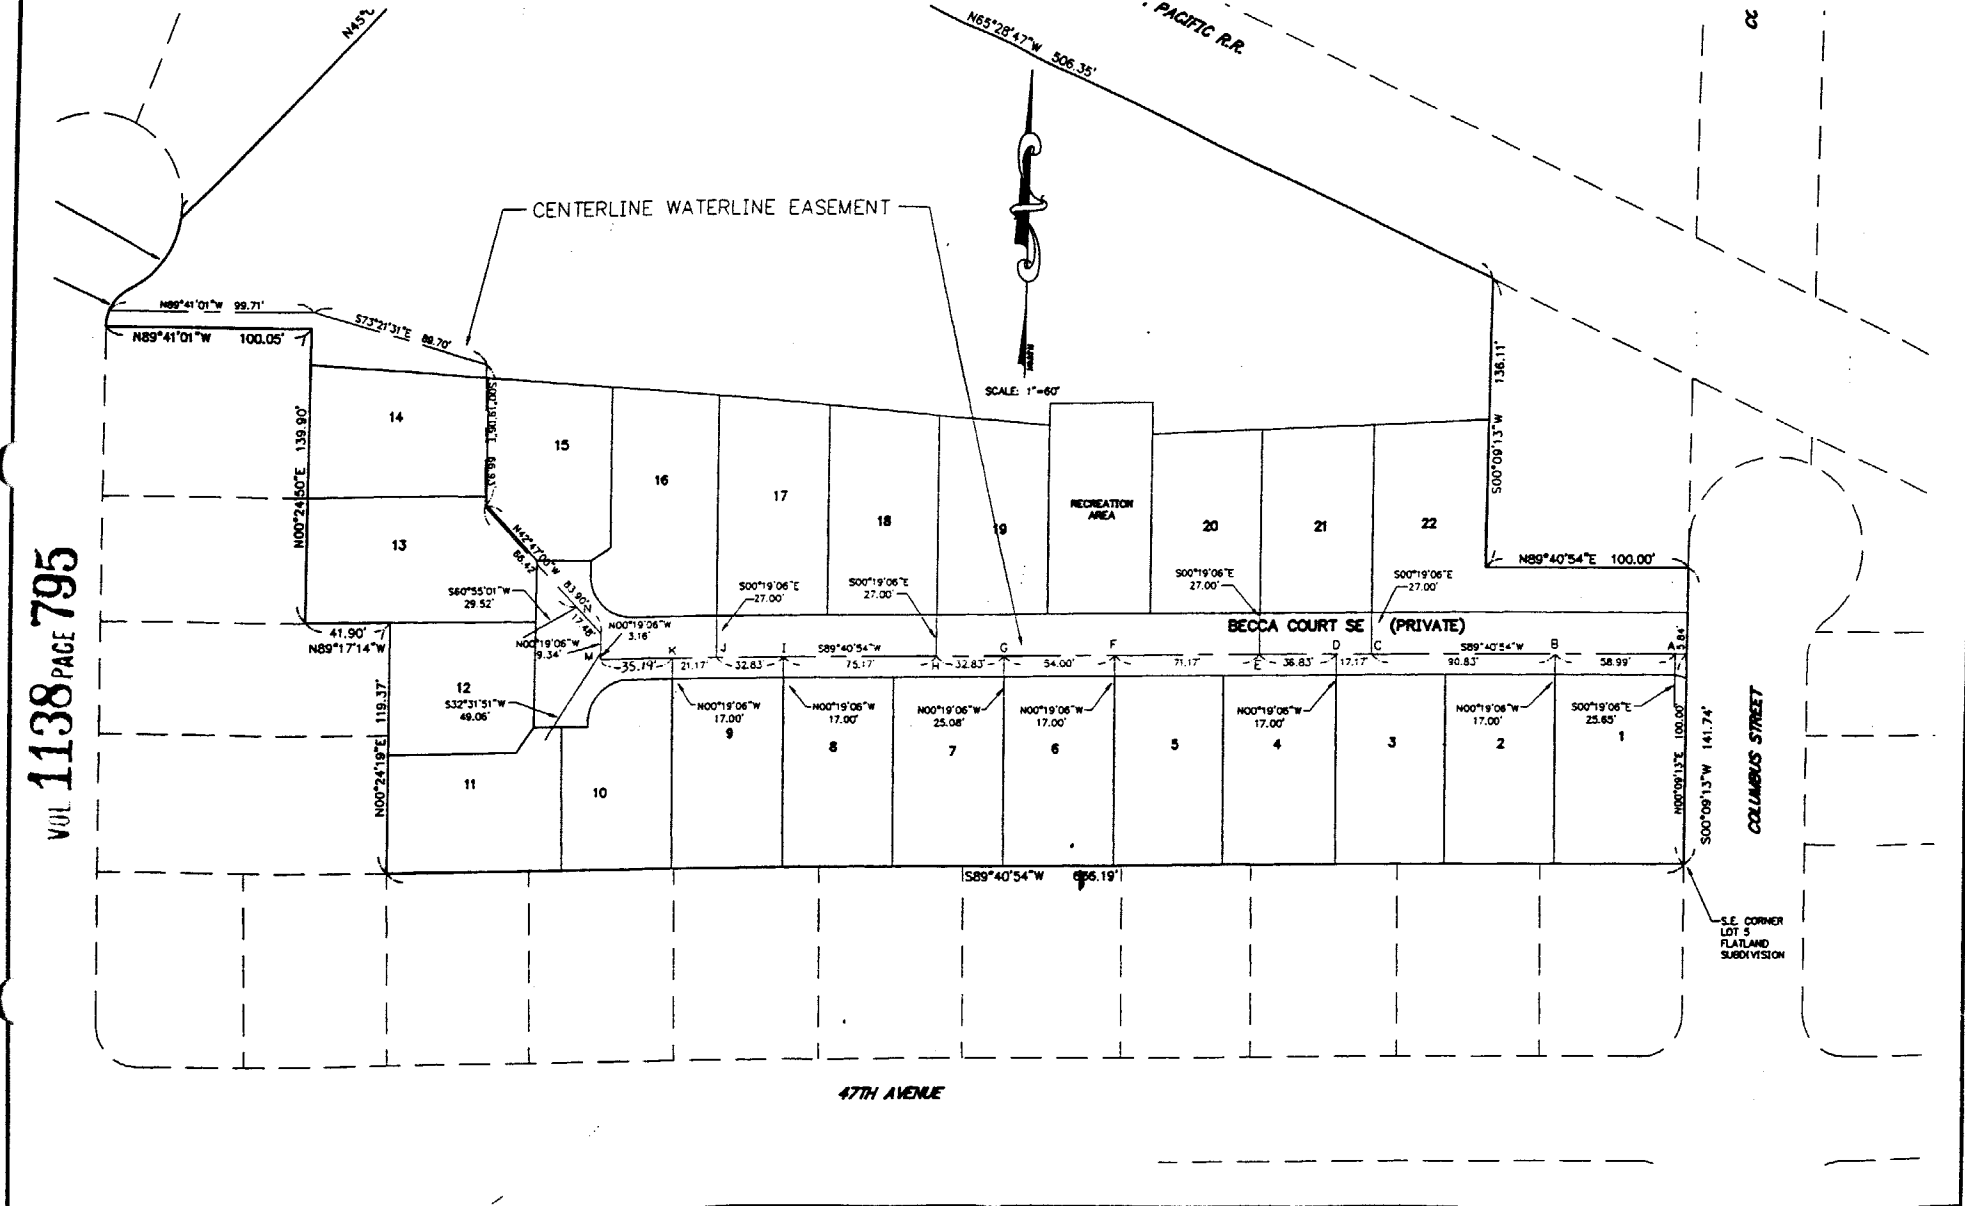 PACIFIC R.R.
N65°28'47"W 506.35'
CENTERLINE WATERLINE EASEMENT
N89°41'01"W 99.71'
N89°41'01"W 100.05'
S73°21'31"E 89.70'
SCALE: 1"=60'
S00°09'13"W 136.11'
N00°24'50"E 139.90'
14
15
16
17
18
19
RECREATION
AREA
20
21
22
13
N89°40'54"E 100.00'
N42°47'00"W
S60°55'01"W
29.52'
83.90'
17.48'
N00°19'06"W
3.16'
N00°19'06"W
9.34'
S00°19'06"E
27.00'
S00°19'06"E
27.00'
S00°19'06"E
27.00'
S00°19'06"E
27.00'
BECCA COURT SE (PRIVATE)
41.90'
N89°17'14"W
M
K
J
I
S89°40'54"W
H
G
F
E
D
C
S89°40'54"W
B
A
5.84'
35.19'
21.17'
32.83'
75.17'
32.83'
54.00'
71.17'
36.83'
17.17'
90.83'
58.99'
12
S32°31'51"W
49.06'
N00°19'06"W
17.00'
N00°19'06"W
17.00'
N00°19'06"W
25.08'
N00°19'06"W
17.00'
N00°19'06"W
17.00'
N00°19'06"W
17.00'
S00°19'06"E
25.65'
N00°24'19"E 119.37'
11
10
9
8
7
6
5
4
3
2
1
N00°09'13"E 100.00'
S00°09'13"W 141.74'
COLUMBUS STREET
S89°40'54"W
S.E. CORNER
LOT 5
FLATLAND
SUBDIVISION
47TH AVENUE
VOL 1138 PAGE 795